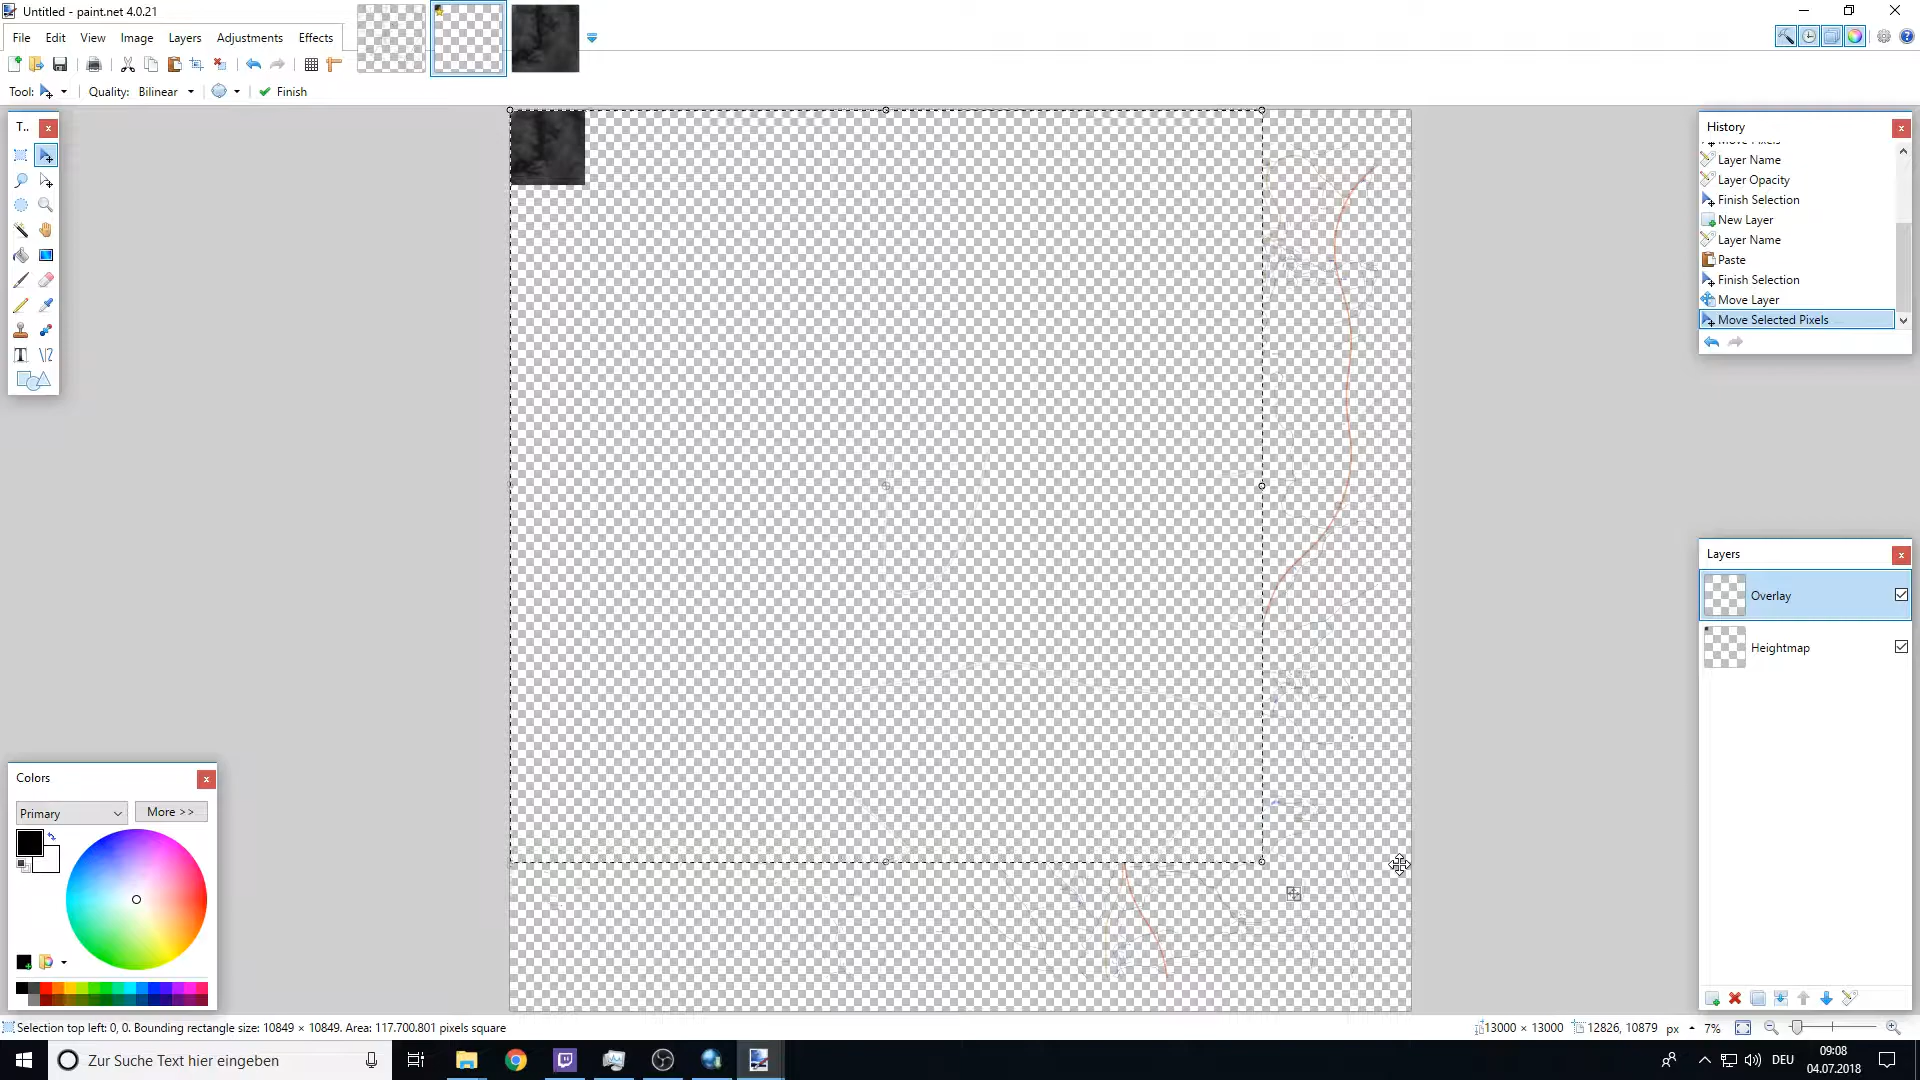 Untitled - paint.net 4.0.21
File Edit View Image Layers Adjustments Effects
Tool: Quality: Bilinear Finish
T..
History
Layer Name
Layer Opacity
Finish Selection
New Layer
Layer Name
Paste
Finish Selection
Move Layer
Move Selected Pixels
Layers
Overlay
Heightmap
Colors
Primary More >>
Selection top left: 0, 0. Bounding rectangle size: 10849 × 10849. Area: 117.700.801 pixels square
13000 × 13000 12826, 10879 px 7%
Zur Suche Text hier eingeben
DEU
09:08
04.07.2018